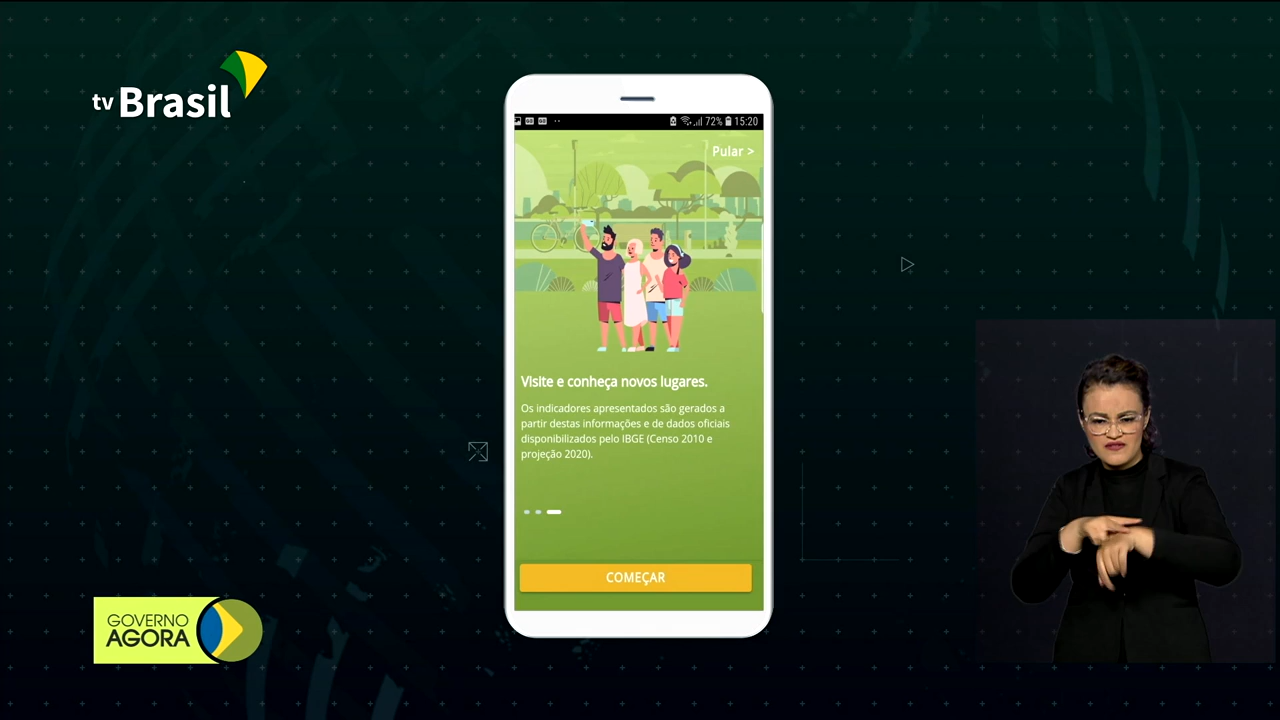 tv Brasil
72% 15:20
Pular >
Visite e conheça novos lugares.
Os indicadores apresentados são gerados a
partir destas informações e de dados oficiais
disponibilizados pelo IBGE (Censo 2010 e
projeção 2020).
COMEÇAR
GOVERNO
AGORA